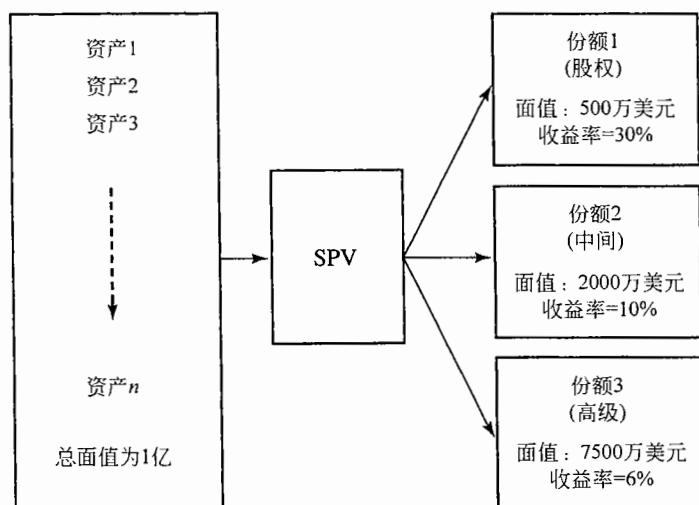 资产1
资产2
资产3
资产n
总面值为1亿
SPV
份额1
(股权)
面值：500万美元
收益率=30%
份额2
(中间)
面值：2000万美元
收益率=10%
份额3
(高级)
面值：7500万美元
收益率=6%